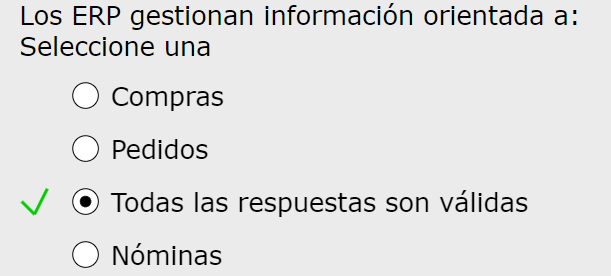 Los ERP gestionan información orientada a:
Seleccione una
Compras
Pedidos
Todas las respuestas son válidas
Nóminas